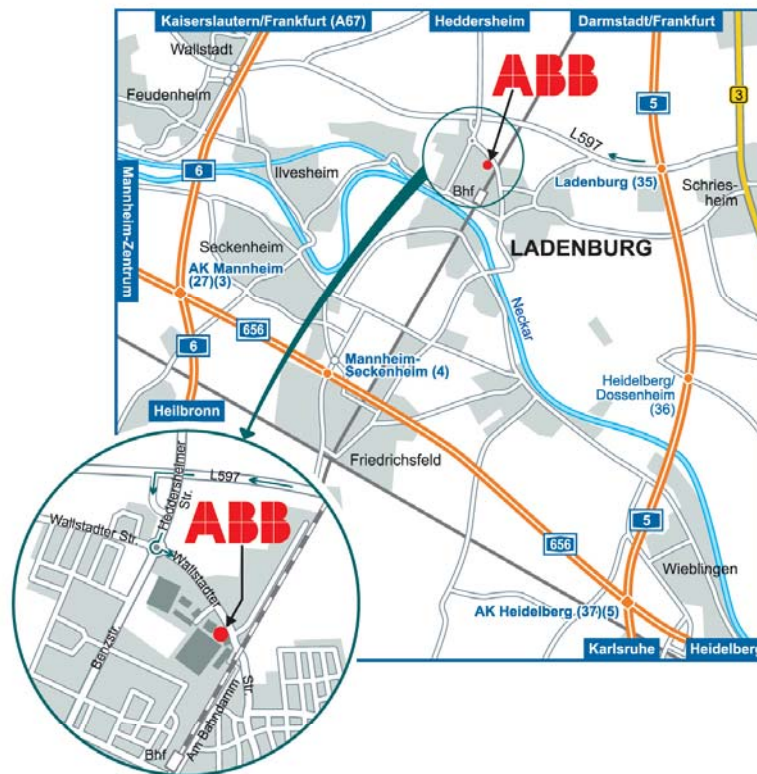 Kaiserslautern/Frankfurt (A67)
Heddersheim
Darmstadt/Frankfurt
Wallstadt
Feudenheim
ABB
5
3
L597
6
Ilvesheim
Bhf
Ladenburg (35)
Schries-
heim
Mannheim-Zentrum
Seckenheim
LADENBURG
AK Mannheim
(27)(3)
Neckar
656
6
Mannheim-
Seckenheim (4)
Heidelberg/
Dossenheim
(36)
Heilbronn
Friedrichsfeld
L597
Heddersheimer
Str.
ABB
Wallstadter Str.
Wallstadter
Str.
Benzstr.
Am Bahndamm
Bhf
5
656
Wieblingen
AK Heidelberg (37)(5)
Karlsruhe
Heidelberg